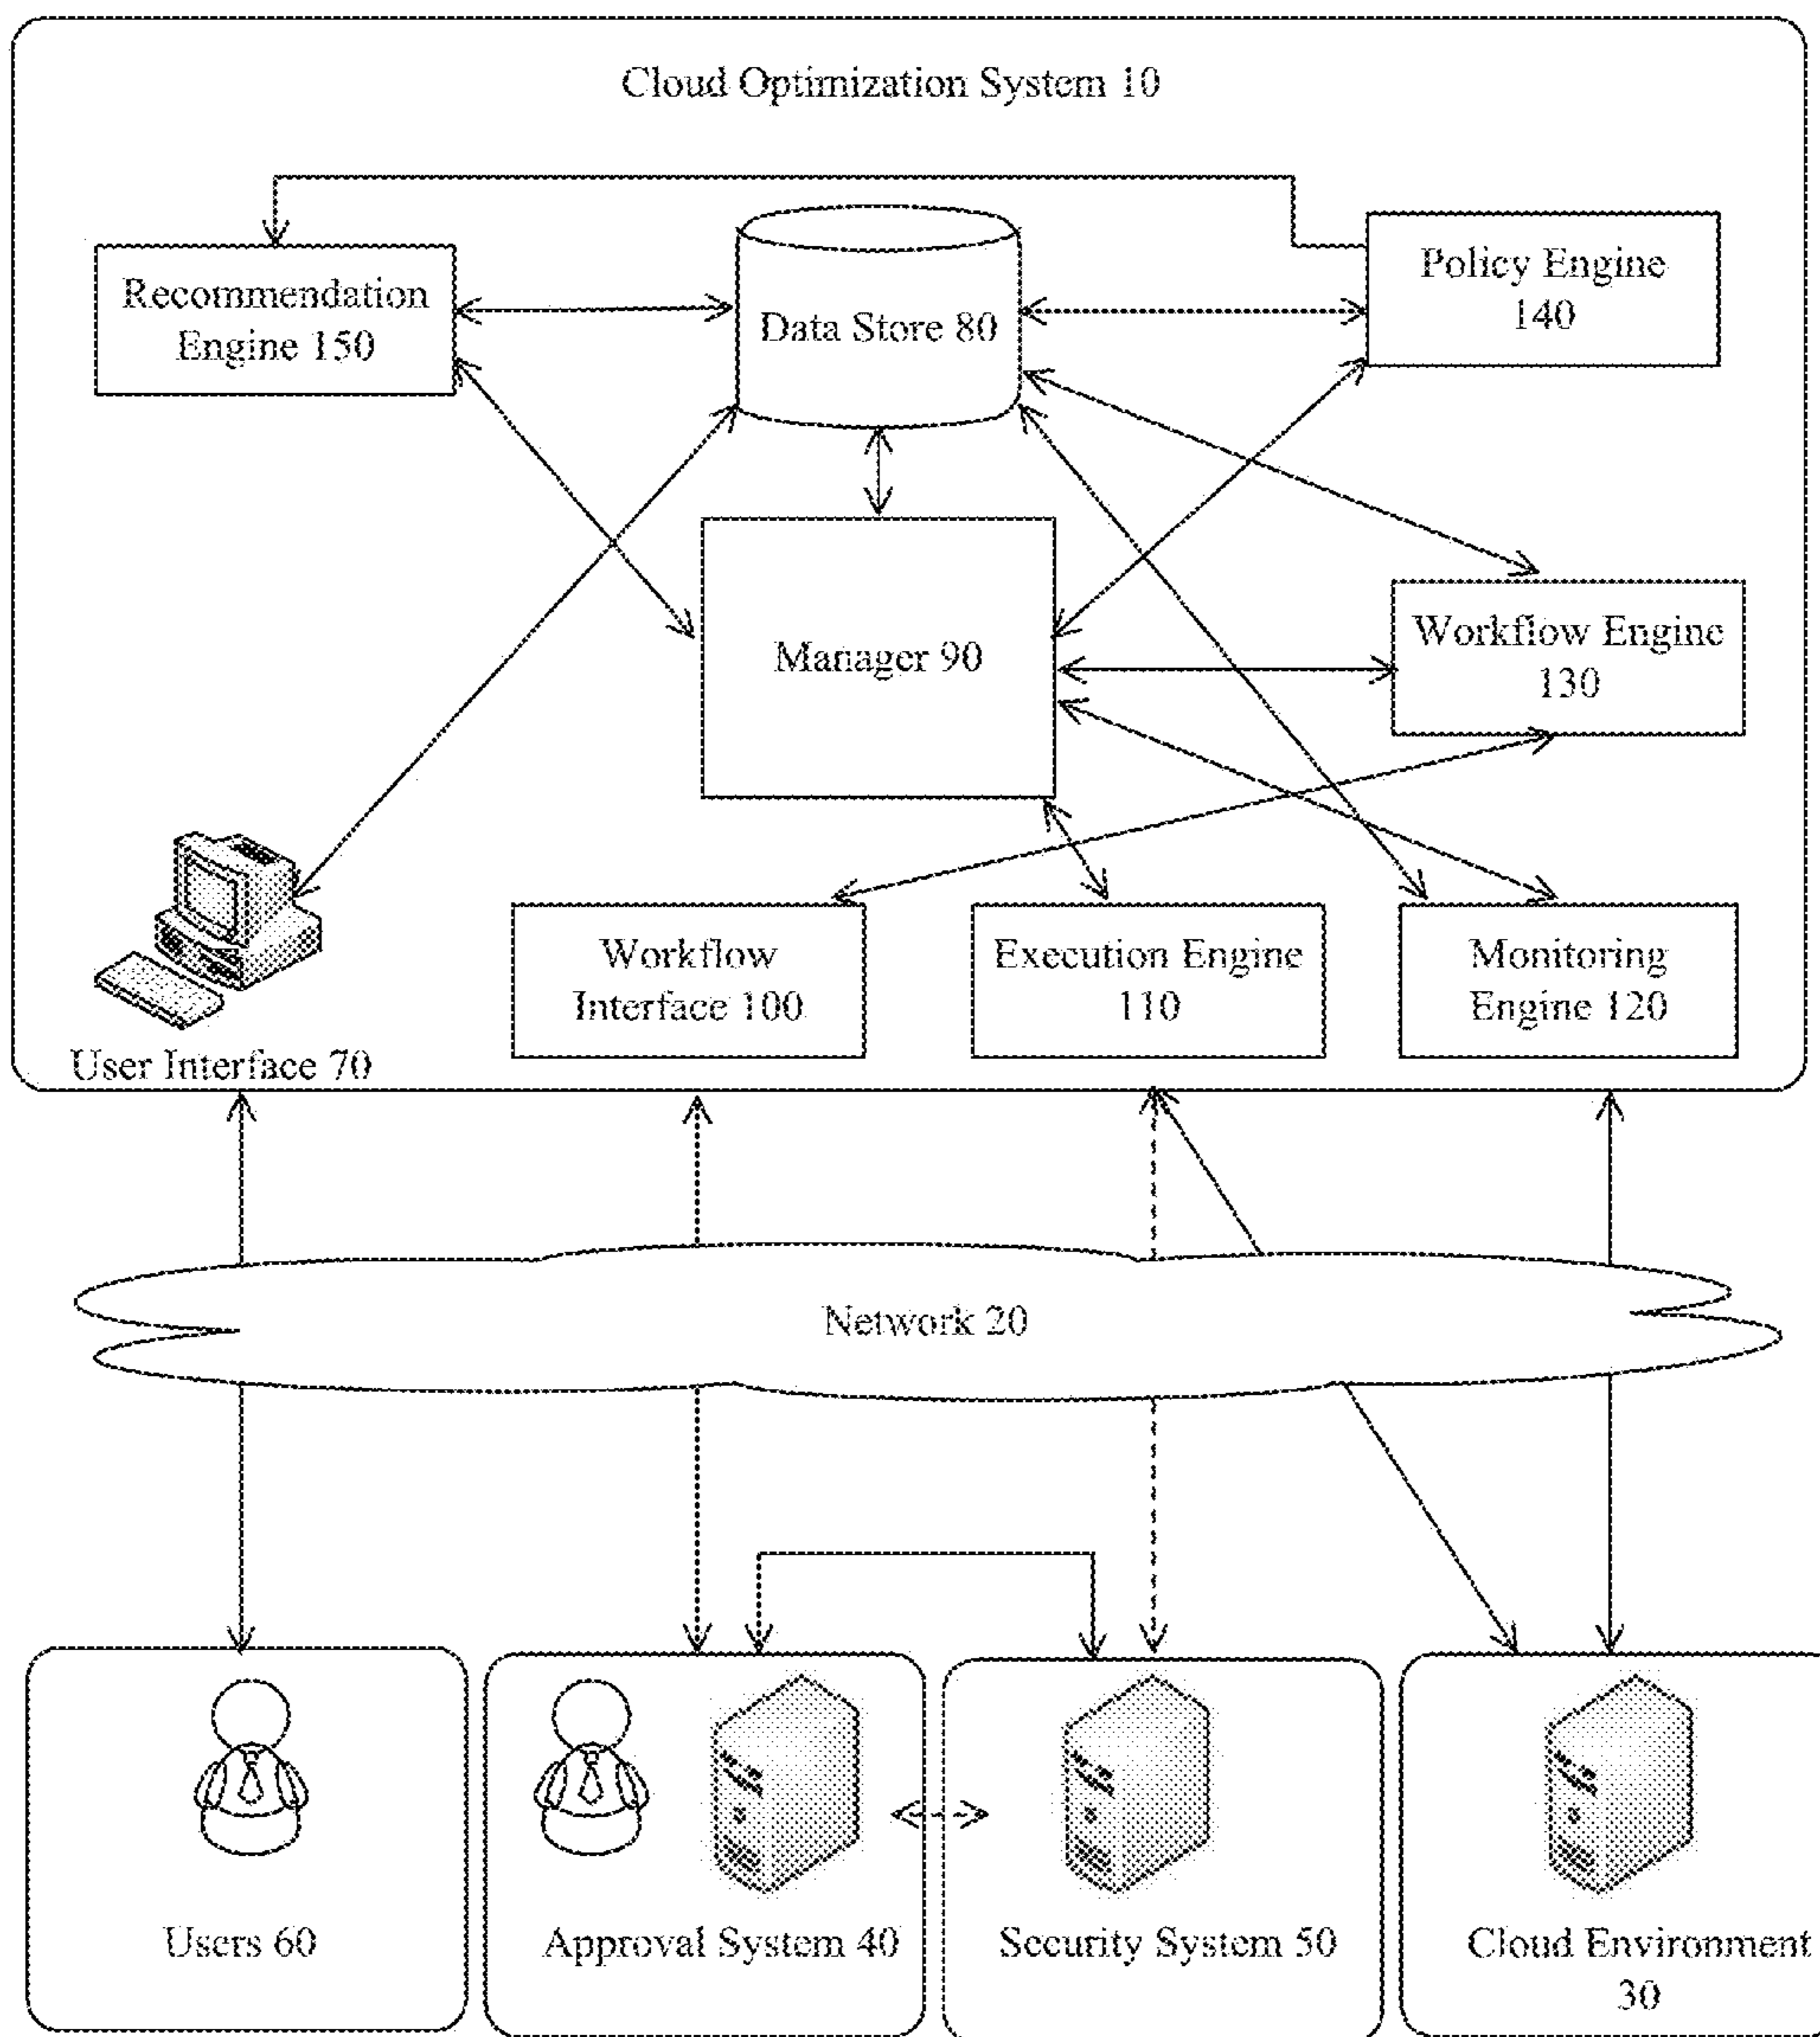 Cloud Optimization System 10
Recommendation
Engine 150
Data Store 80
Policy Engine
140
Manager 90
Workflow Engine
130
User Interface 70
Workflow
Interface 100
Execution Engine
110
Monitoring
Engine 120
Network 20
Users 60
Approval System 40
Security System 50
Cloud Environment
30